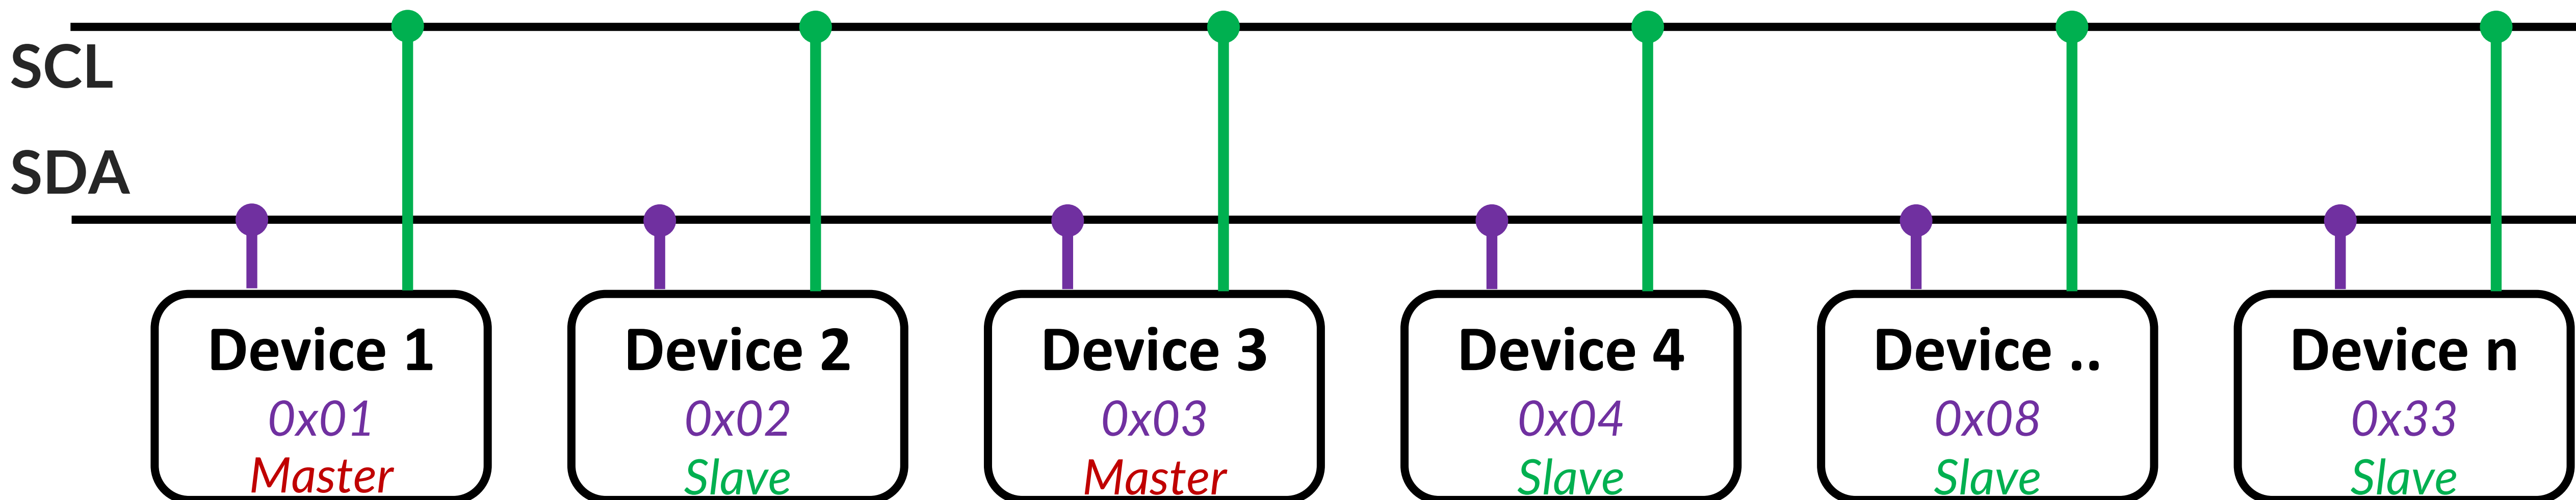 SCL
SDA
Device 1
0x01
Master
Device 2
0x02
Slave
Device 3
0x03
Master
Device 4
0x04
Slave
Device ..
0x08
Slave
Device n
0x33
Slave